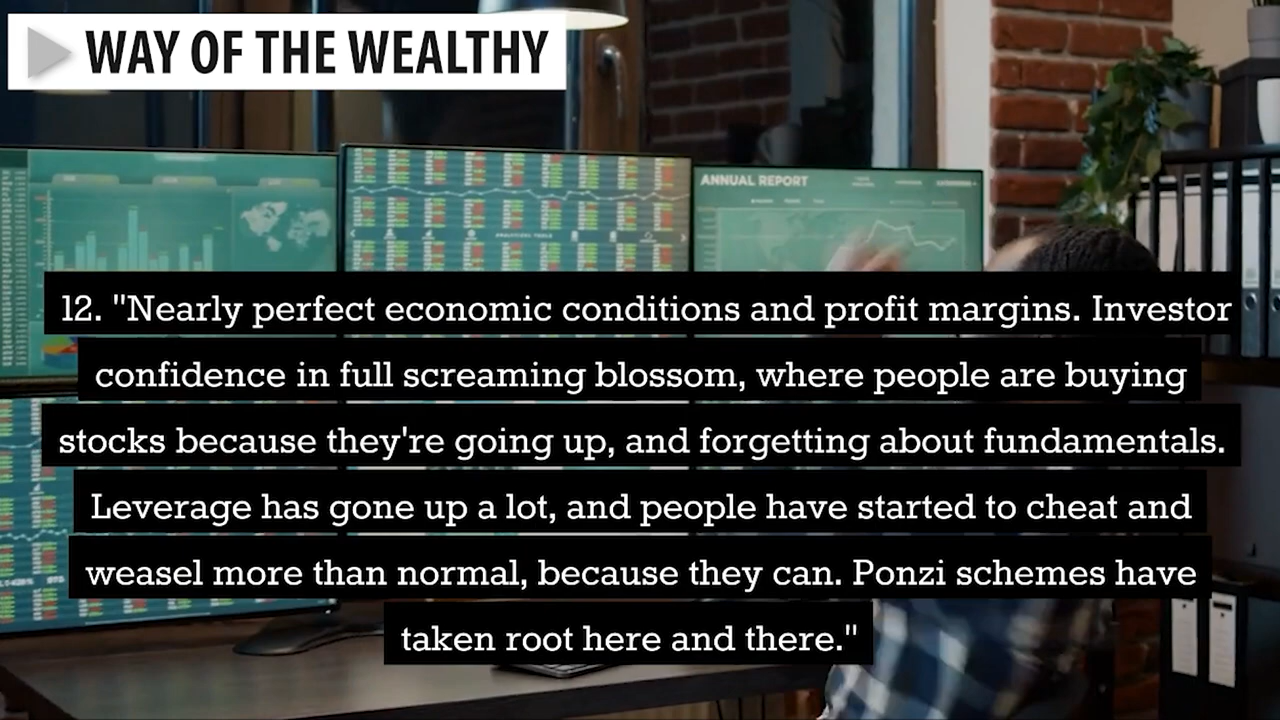 WAY OF THE WEALTHY
ANNUAL REPORT
12. "Nearly perfect economic conditions and profit margins. Investor
confidence in full screaming blossom, where people are buying
stocks because they're going up, and forgetting about fundamentals.
Leverage has gone up a lot, and people have started to cheat and
weasel more than normal, because they can. Ponzi schemes have
taken root here and there."